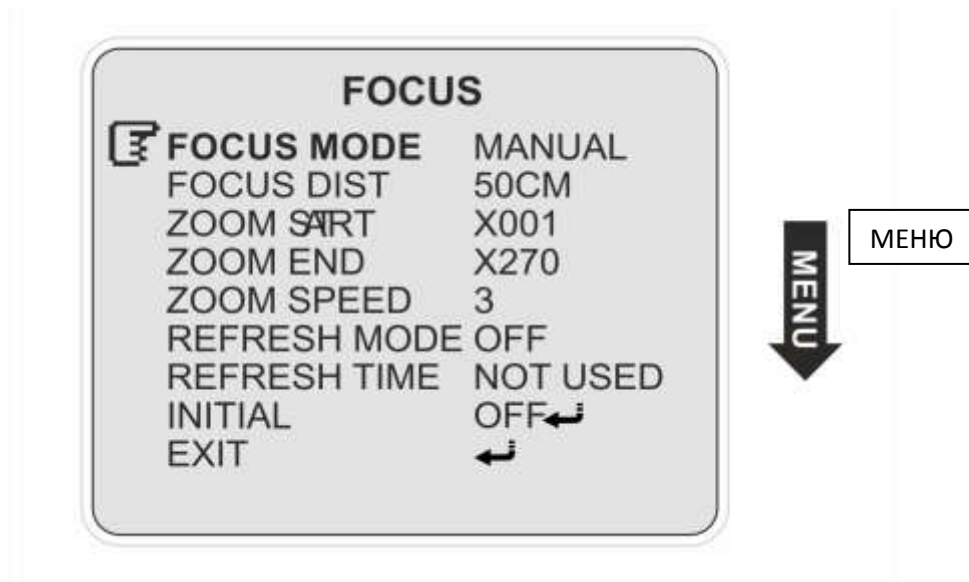 FOCUS
FOCUS MODE MANUAL
FOCUS DIST 50CM
ZOOM START X001
ZOOM END X270
ZOOM SPEED 3
REFRESH MODE OFF
REFRESH TIME NOT USED
INITIAL OFF
EXIT
MENU
МЕНЮ